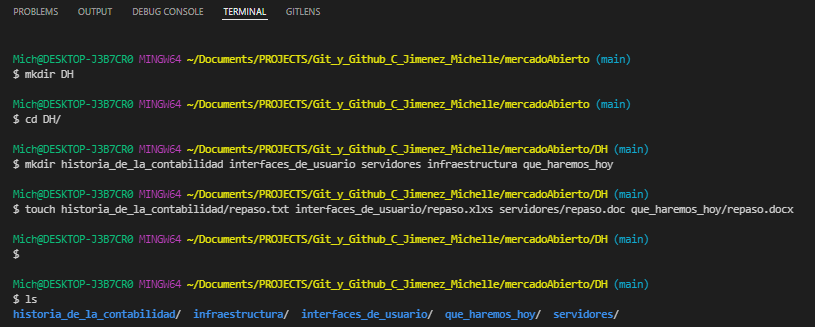 PROBLEMS OUTPUT DEBUG CONSOLE TERMINAL GITLENS
Mich@DESKTOP-J3B7CR0 MINGW64 ~/Documents/PROJECTS/Git_y_Github_C_Jimenez_Michelle/mercadoAbierto (main)
$ mkdir DH
Mich@DESKTOP-J3B7CR0 MINGW64 ~/Documents/PROJECTS/Git_y_Github_C_Jimenez_Michelle/mercadoAbierto (main)
$ cd DH/
Mich@DESKTOP-J3B7CR0 MINGW64 ~/Documents/PROJECTS/Git_y_Github_C_Jimenez_Michelle/mercadoAbierto/DH (main)
$ mkdir historia_de_la_contabilidad interfaces_de_usuario servidores infraestructura que_haremos_hoy
Mich@DESKTOP-J3B7CR0 MINGW64 ~/Documents/PROJECTS/Git_y_Github_C_Jimenez_Michelle/mercadoAbierto/DH (main)
$ touch historia_de_la_contabilidad/repaso.txt interfaces_de_usuario/repaso.xlxs servidores/repaso.doc que_haremos_hoy/repaso.docx
Mich@DESKTOP-J3B7CR0 MINGW64 ~/Documents/PROJECTS/Git_y_Github_C_Jimenez_Michelle/mercadoAbierto/DH (main)
$
Mich@DESKTOP-J3B7CR0 MINGW64 ~/Documents/PROJECTS/Git_y_Github_C_Jimenez_Michelle/mercadoAbierto/DH (main)
$ ls
historia_de_la_contabilidad/ infraestructura/ interfaces_de_usuario/ que_haremos_hoy/ servidores/